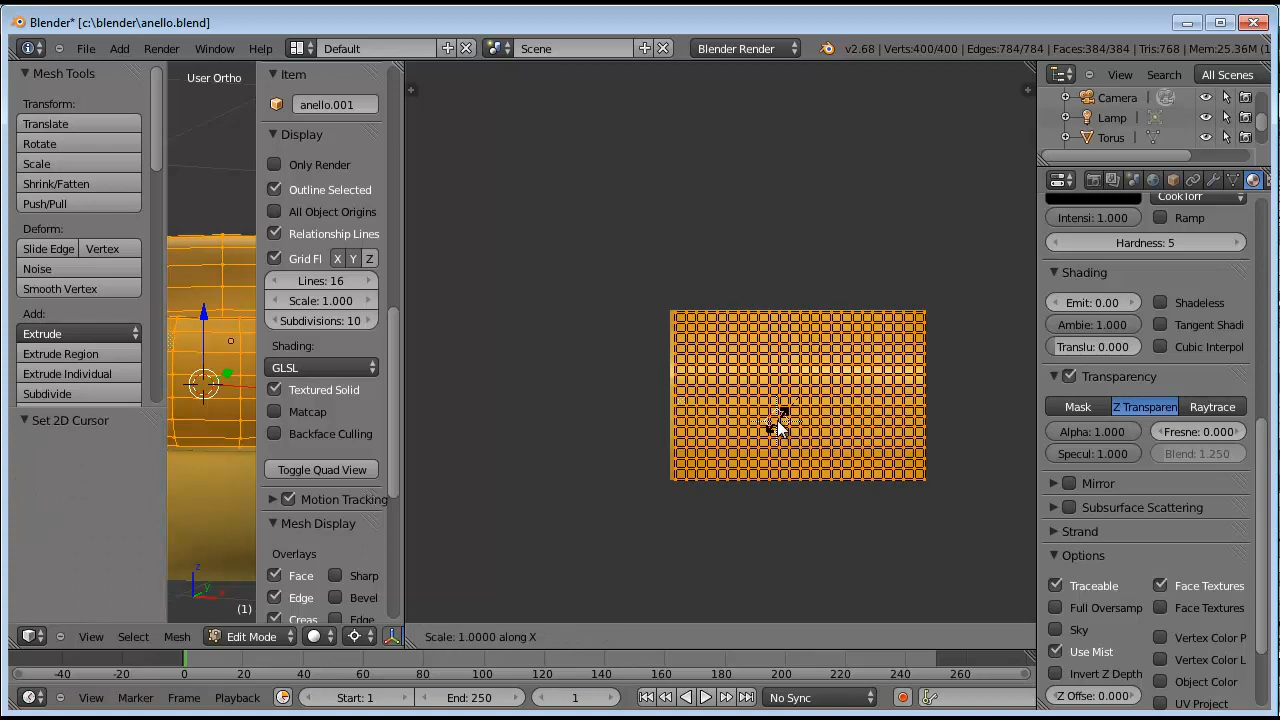 Blender* [c:\blender\anello.blend]
File Add Render Window Help Default Scene Blender Render v2.68 | Verts:400/400 | Edges:784/784 | Faces:384/384 | Tris:768 | Mem:25.36M (1
Mesh Tools
Transform:
Translate
Rotate
Scale
Shrink/Fatten
Push/Pull
Deform:
Slide Edge Vertex
Noise
Smooth Vertex
Add:
Extrude
Extrude Region
Extrude Individual
Subdivide
Set 2D Cursor
User Ortho
z
y
x
(1)
Item
anello.001
Display
Only Render
Outline Selected
All Object Origins
Relationship Lines
Grid Fl X Y Z
Lines: 16
Scale: 1.000
Subdivisions: 10
Shading:
GLSL
Textured Solid
Matcap
Backface Culling
Toggle Quad View
Motion Tracking
Mesh Display
Overlays
Face Sharp
Edge Bevel
Creas Edge
View Search All Scenes
Camera
Lamp
Torus
CookTorr
Intensi: 1.000 Ramp
Hardness: 5
Shading
Emit: 0.00 Shadeless
Ambie: 1.000 Tangent Shadi
Translu: 0.000 Cubic Interpol
Transparency
Mask Z Transparen Raytrace
Alpha: 1.000 Fresne: 0.000
Specul: 1.000 Blend: 1.250
Mirror
Subsurface Scattering
Strand
Options
Traceable Face Textures
Full Oversamp Face Textures
Sky Vertex Color P
Use Mist Vertex Color L
Invert Z Depth Object Color
Z Offse: 0.000 UV Project
View Select Mesh Edit Mode Scale: 1.0000 along X
-40 -20 0 20 40 60 80 100 120 140 160 180 200 220 240 260
View Marker Frame Playback Start: 1 End: 250 1 No Sync